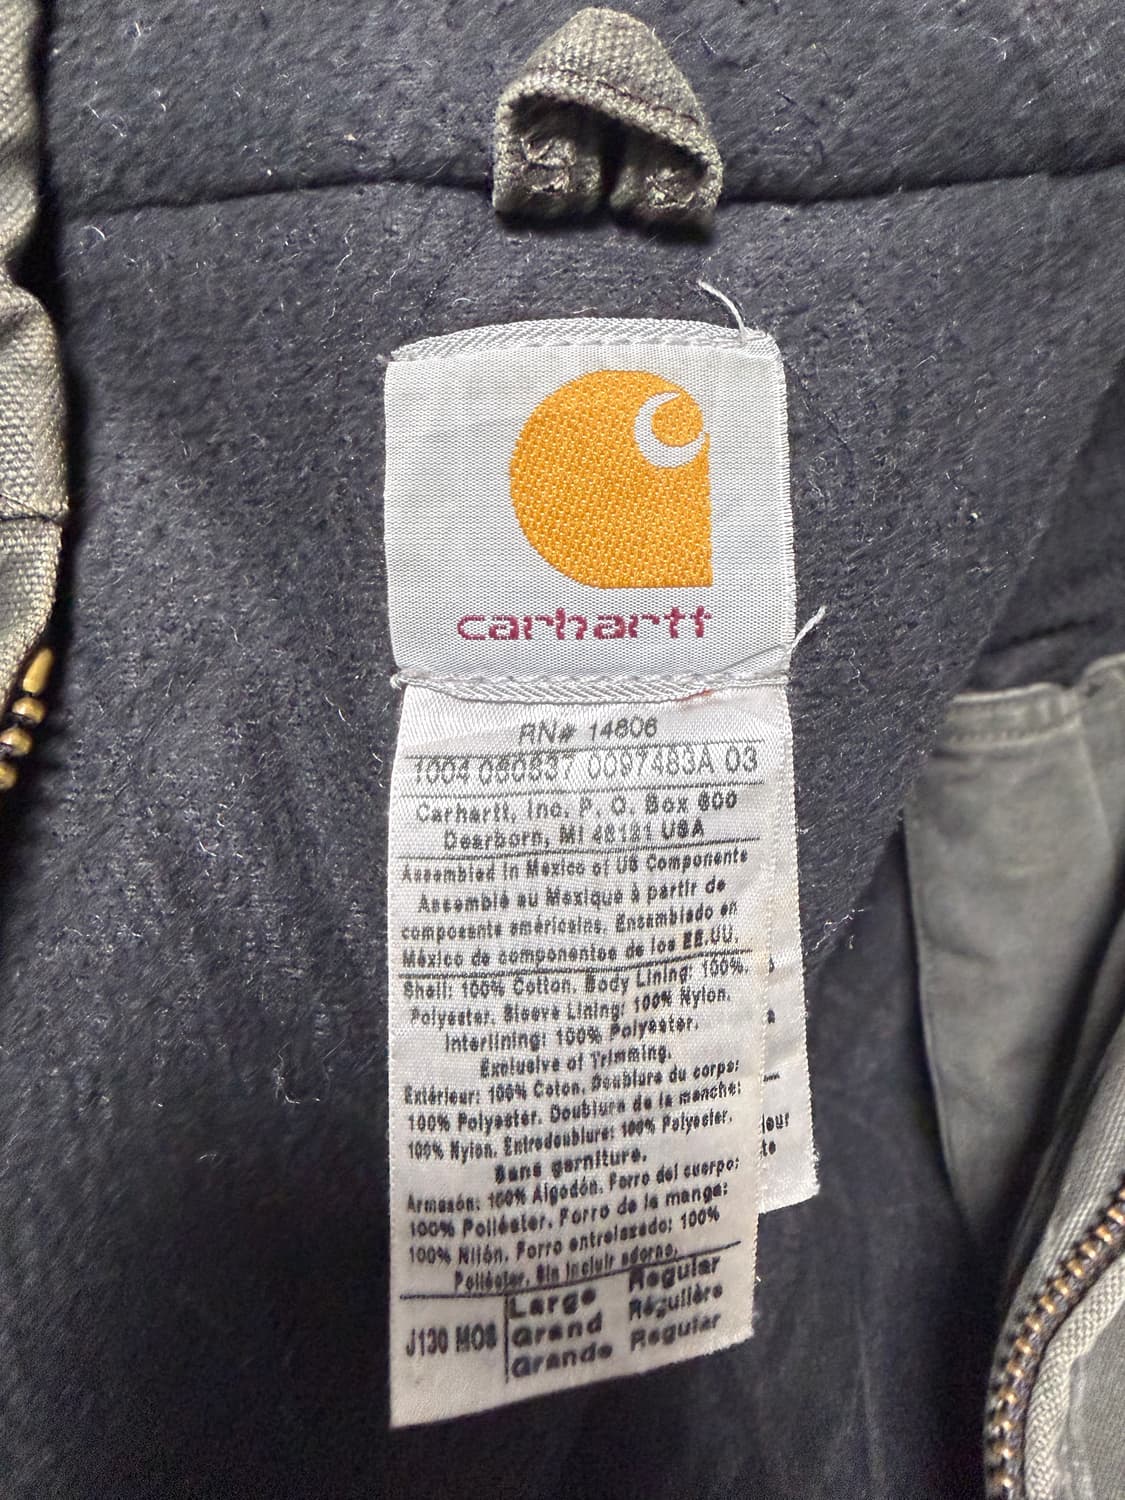 carhartt
RN# 14806
1004 060837 0097483A 03
Carhartt, Inc. P. O. Box 600
Dearborn, MI 48121 USA
Assembled in Mexico of US Components
Assemblé au Mexique à partir de
composants américains. Ensamblado en
México de componentes de los EE.UU.
Shell: 100% Cotton. Body Lining: 100%
Polyester. Sleeve Lining: 100% Nylon.
Interlining: 100% Polyester.
Exclusive of Trimming.
Extérieur: 100% Coton. Doublure du corps:
100% Polyester. Doublure de la manche:
100% Nylon. Entredoublure: 100% Polyester.
Sans garniture.
Armasón: 100% Algodón. Forro del cuerpo:
100% Poliéster. Forro de la manga:
100% Nilón. Forro entrelazado: 100%
Poliéster. Sin incluir adorno.
J130 MOS Large Regular
Grand Régulière
Grande Regular